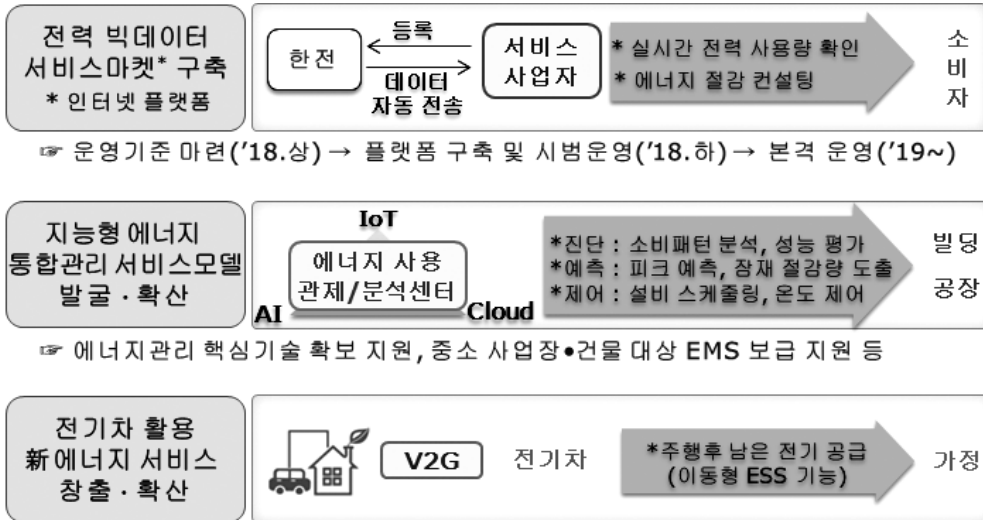 전력 빅데이터
서비스마켓* 구축
* 인터넷 플랫폼
한전
등록
데이터
자동 전송
서비스
사업자
* 실시간 전력 사용량 확인
* 에너지 절감 컨설팅
소
비
자
☞ 운영기준 마련('18.상) → 플랫폼 구축 및 시범운영('18.하) → 본격 운영('19~)
지능형 에너지
통합관리 서비스모델
발굴 · 확산
IoT
에너지 사용
관제/분석센터
AI
Cloud
*진단 : 소비패턴 분석, 성능 평가
*예측 : 피크 예측, 잠재 절감량 도출
*제어 : 설비 스케줄링, 온도 제어
빌딩
공장
☞ 에너지관리 핵심기술 확보 지원, 중소 사업장•건물 대상 EMS 보급 지원 등
전기차 활용
新에너지 서비스
창출 · 확산
V2G
전기차
*주행후 남은 전기 공급
(이동형 ESS 기능)
가정